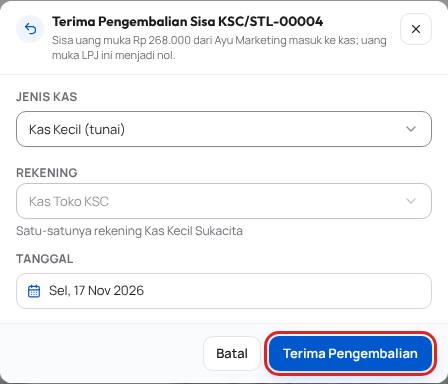 Terima Pengembalian Sisa KSC/STL-00004
Sisa uang muka Rp 268.000 dari Ayu Marketing masuk ke kas; uang
muka LPJ ini menjadi nol.
JENIS KAS
Kas Kecil (tunai)
REKENING
Kas Toko KSC
Satu-satunya rekening Kas Kecil Sukacita
TANGGAL
Sel, 17 Nov 2026
Batal
Terima Pengembalian